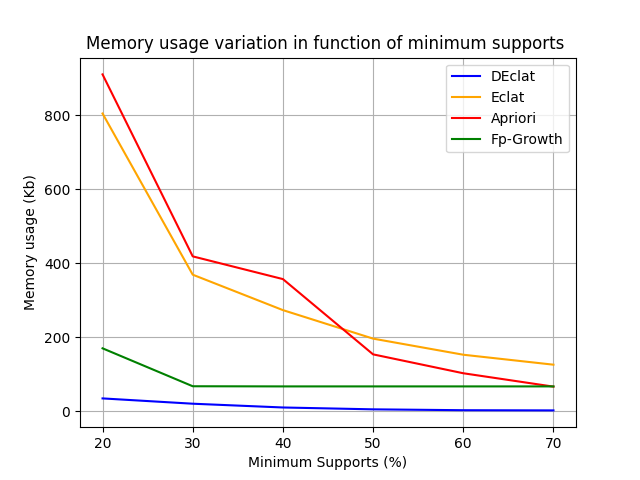 Memory usage variation in function of minimum supports
DEclat
Eclat
Apriori
Fp-Growth
800
600
400
200
0
Memory usage (Kb)
20 30 40 50 60 70
Minimum Supports (%)